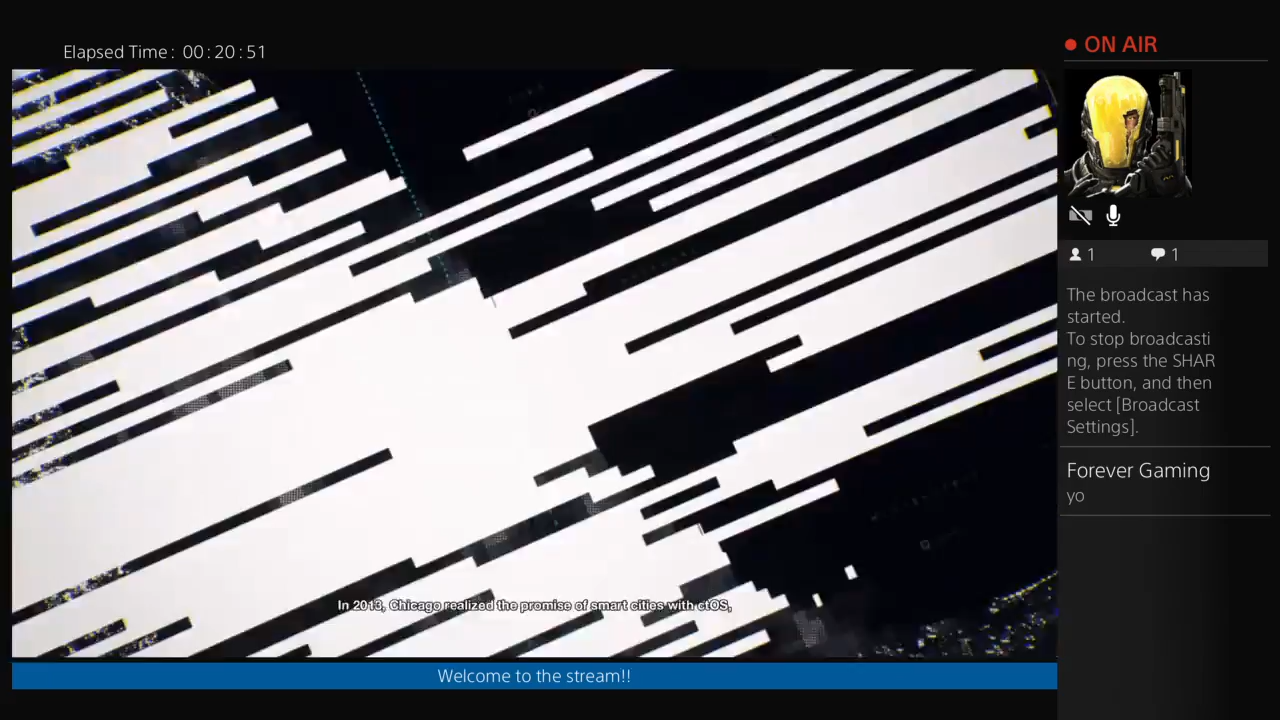 Elapsed Time: 00:20:51
ON AIR
1
1
The broadcast has
started.
To stop broadcasti
ng, press the SHAR
E button, and then
select [Broadcast
Settings].
Forever Gaming
yo
In 2013, Chicago realized the promise of smart cities with ctOS,
Welcome to the stream!!